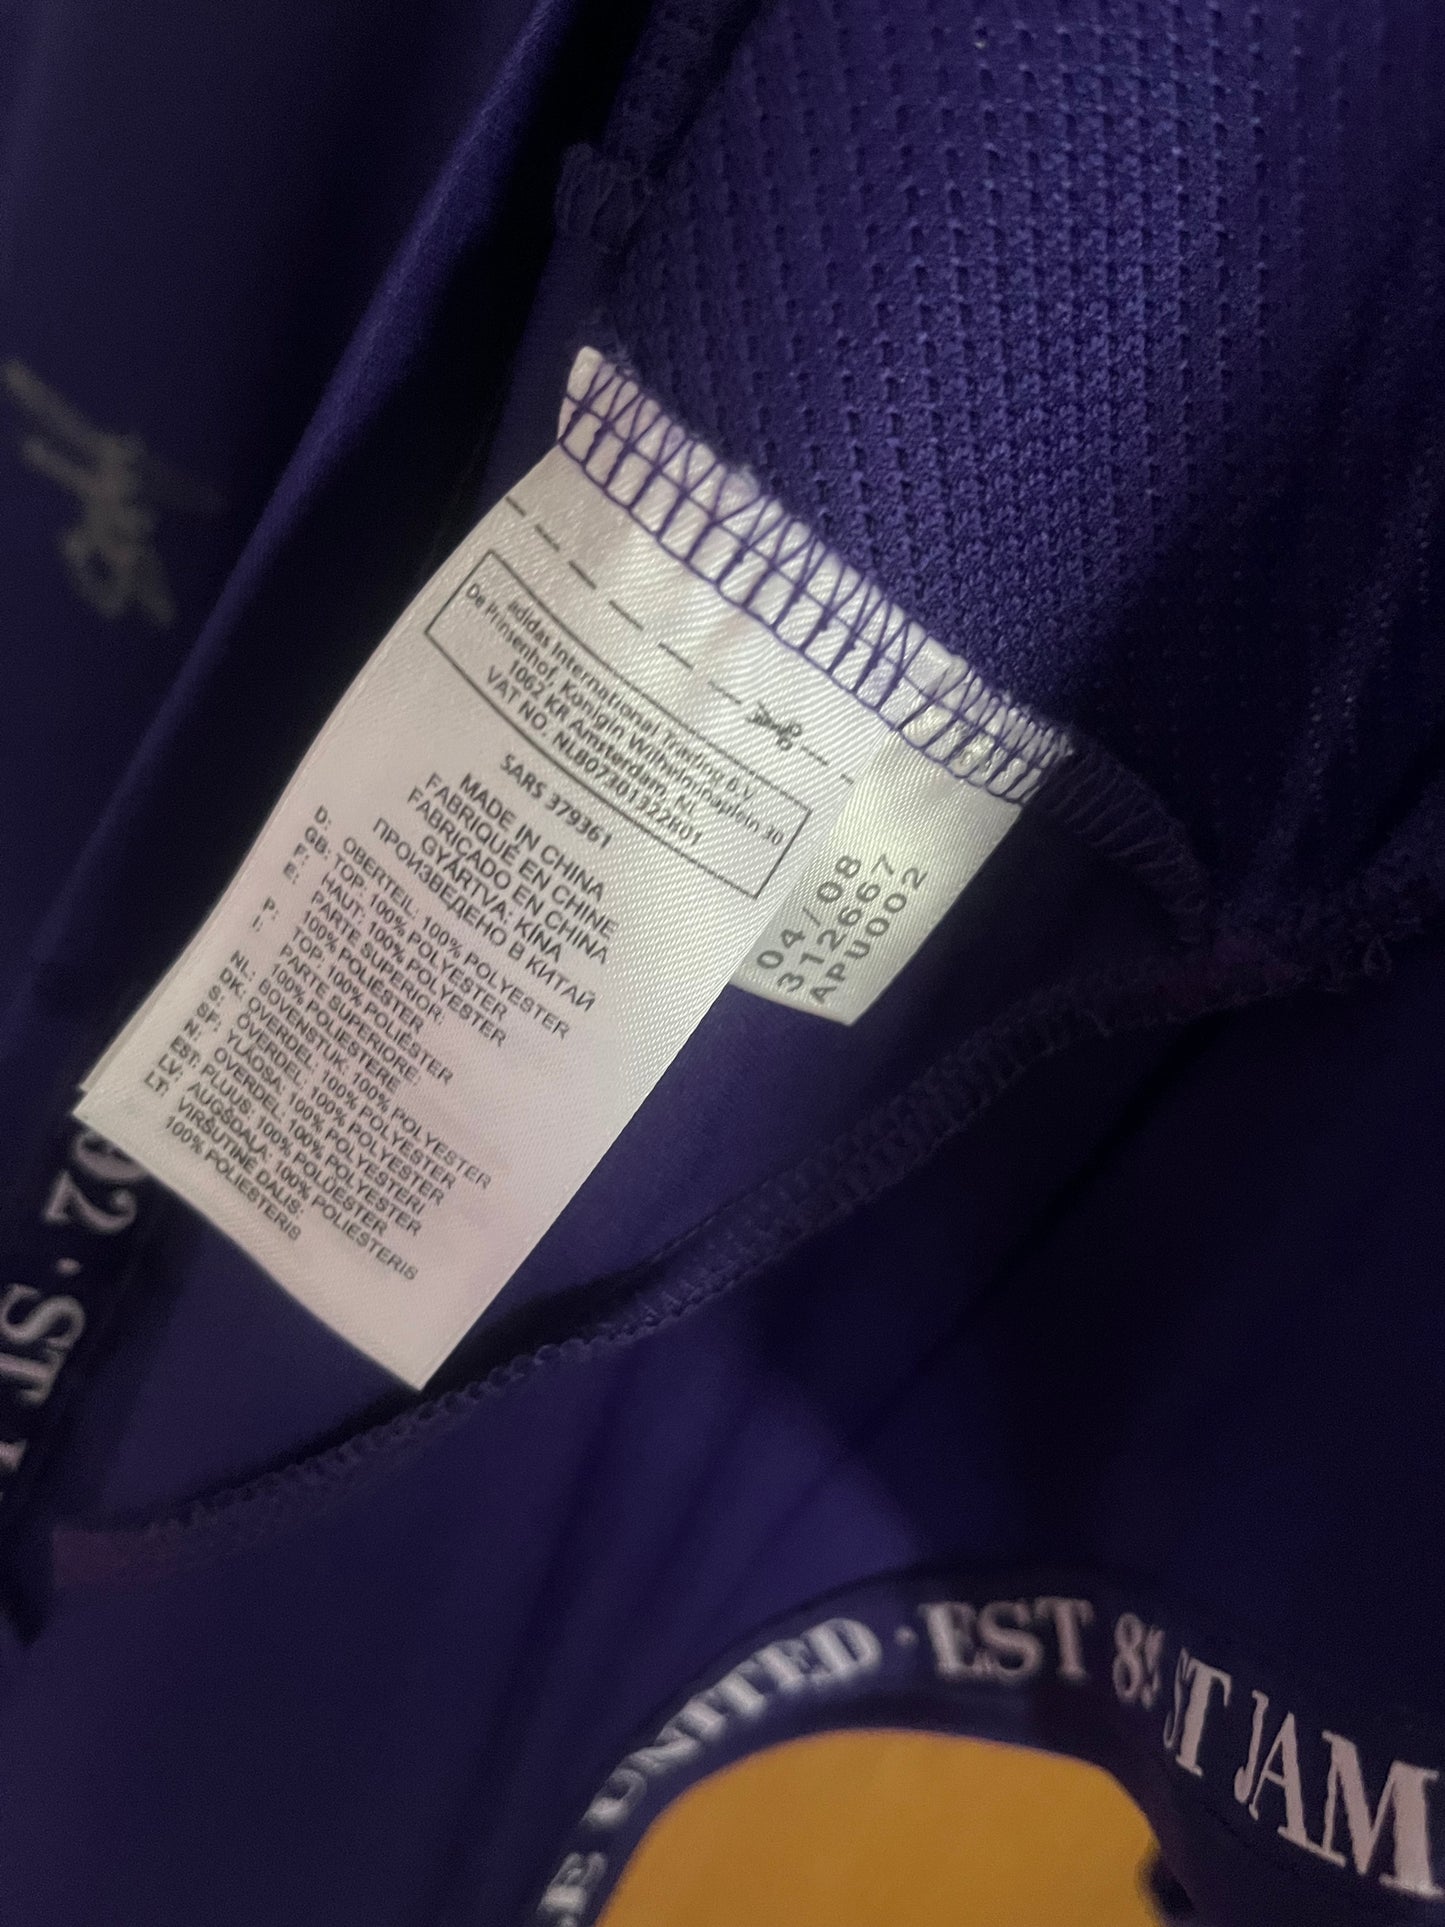 adidas International Trading B.V.
De Prinsenhof, Koningin Wilhelminaplein 30
1062 KR Amsterdam, NL
VAT NO. NL807301322B01
SARS 379361
MADE IN CHINA
FABRIQUÉ EN CHINE
FABRICADO EN CHINA
GYÁRTVA: KÍNA
ПРОИЗВЕДЕНО В КИТАЙ
D: OBERTEIL: 100% POLYESTER
GB: TOP: 100% POLYESTER
F: HAUT: 100% POLYESTER
E: PARTE SUPERIOR:
100% POLIÉSTER
P: TOP: 100% POLIÉSTER
I: PARTE SUPERIORE:
100% POLIESTERE
NL: BOVENSTUK: 100% POLYESTER
DK: OVERDEL: 100% POLYESTER
S: ÖVERDEL: 100% POLYESTER
SF: YLÄOSA: 100% POLYESTERI
N: OVERDEL: 100% POLYESTER
EST: PLUUS: 100% POLÜESTER
LV: AUGŠDAĻA: 100% POLIESTERIS
LT: VIRŠUTINĖ DALIS:
100% POLIESTERIS
04/08
312667
APU002
E UNITED · EST 89
ST JAM